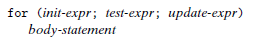 for (init-expr; test-expr; update-expr)
body-statement